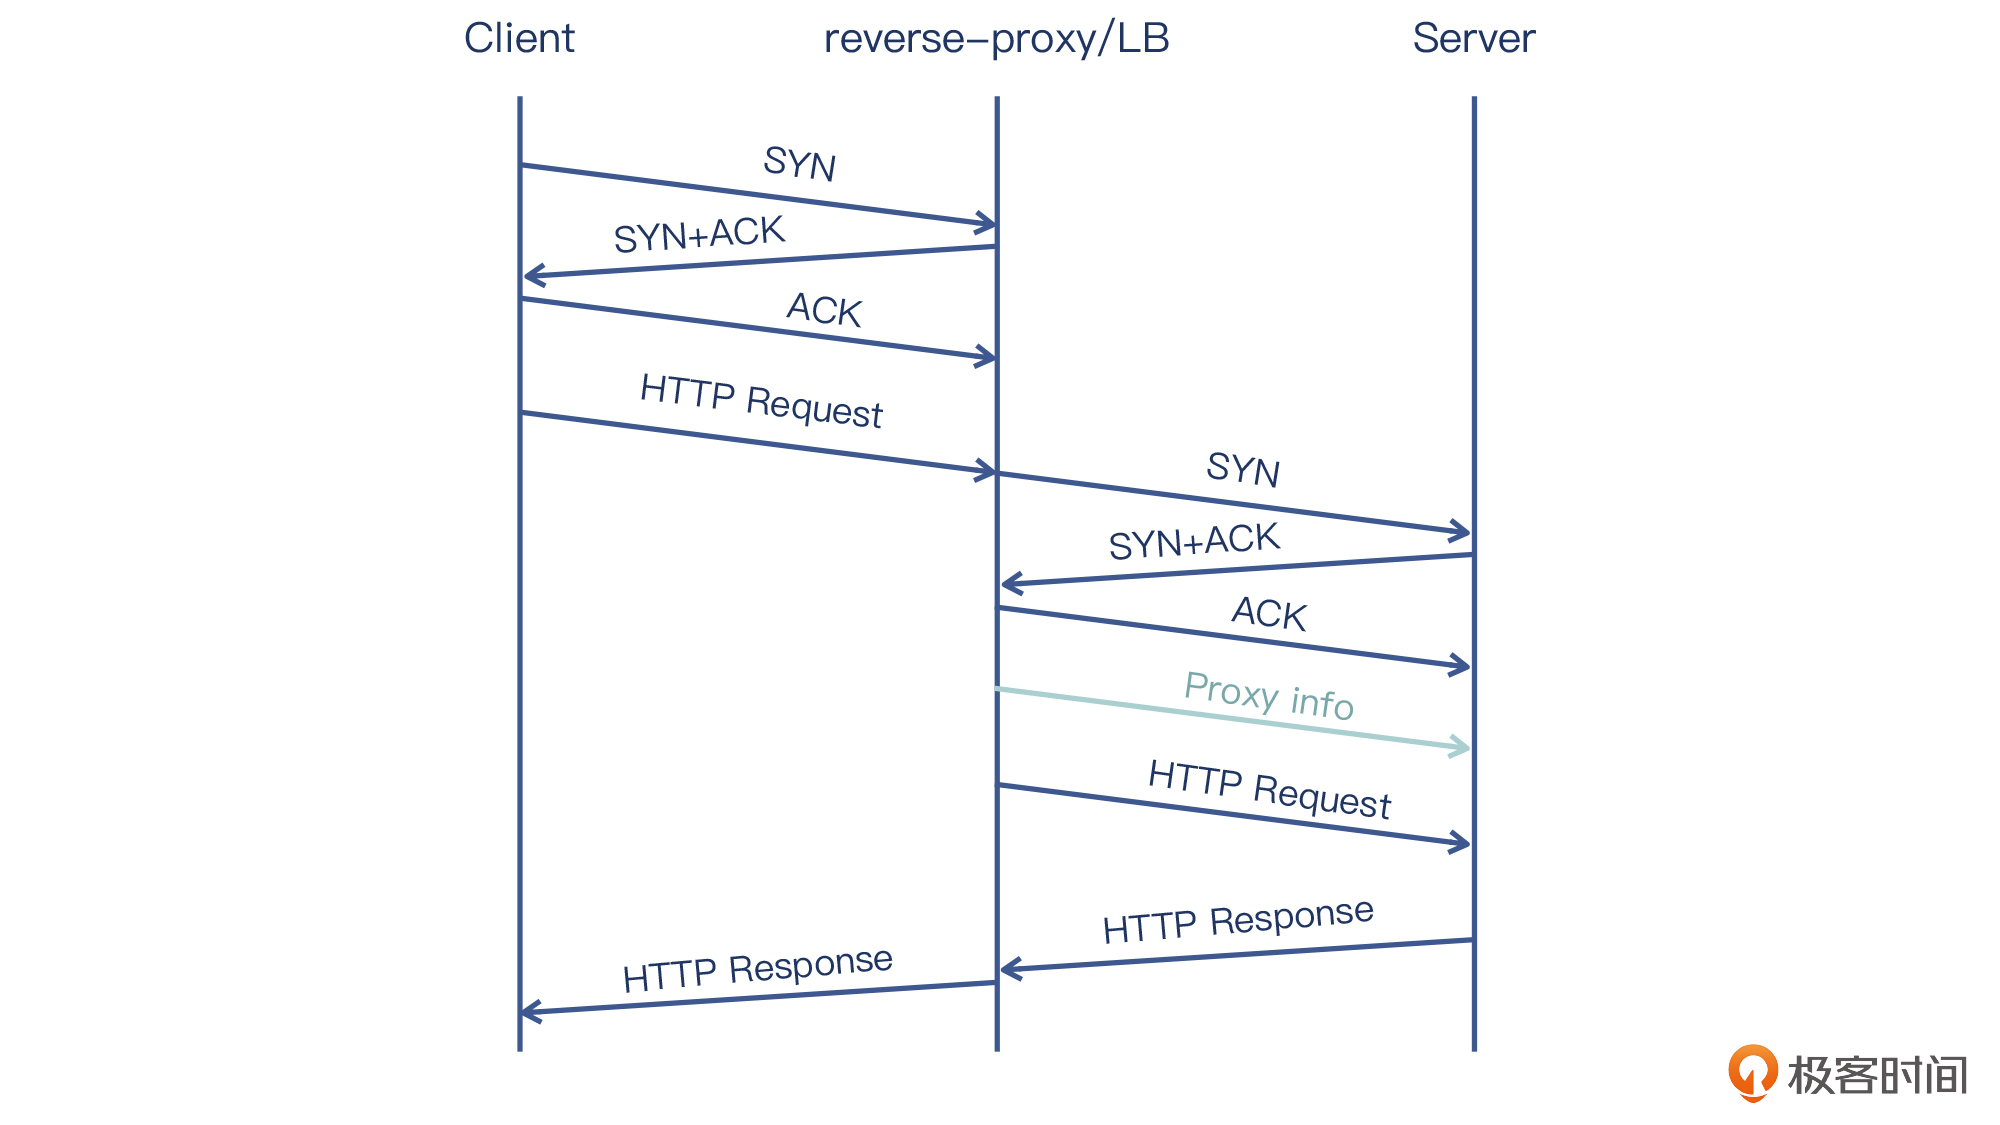 Client
reverse-proxy/LB
Server
SYN
SYN+ACK
ACK
HTTP Request
SYN
SYN+ACK
ACK
Proxy info
HTTP Request
HTTP Response
HTTP Response
极客时间